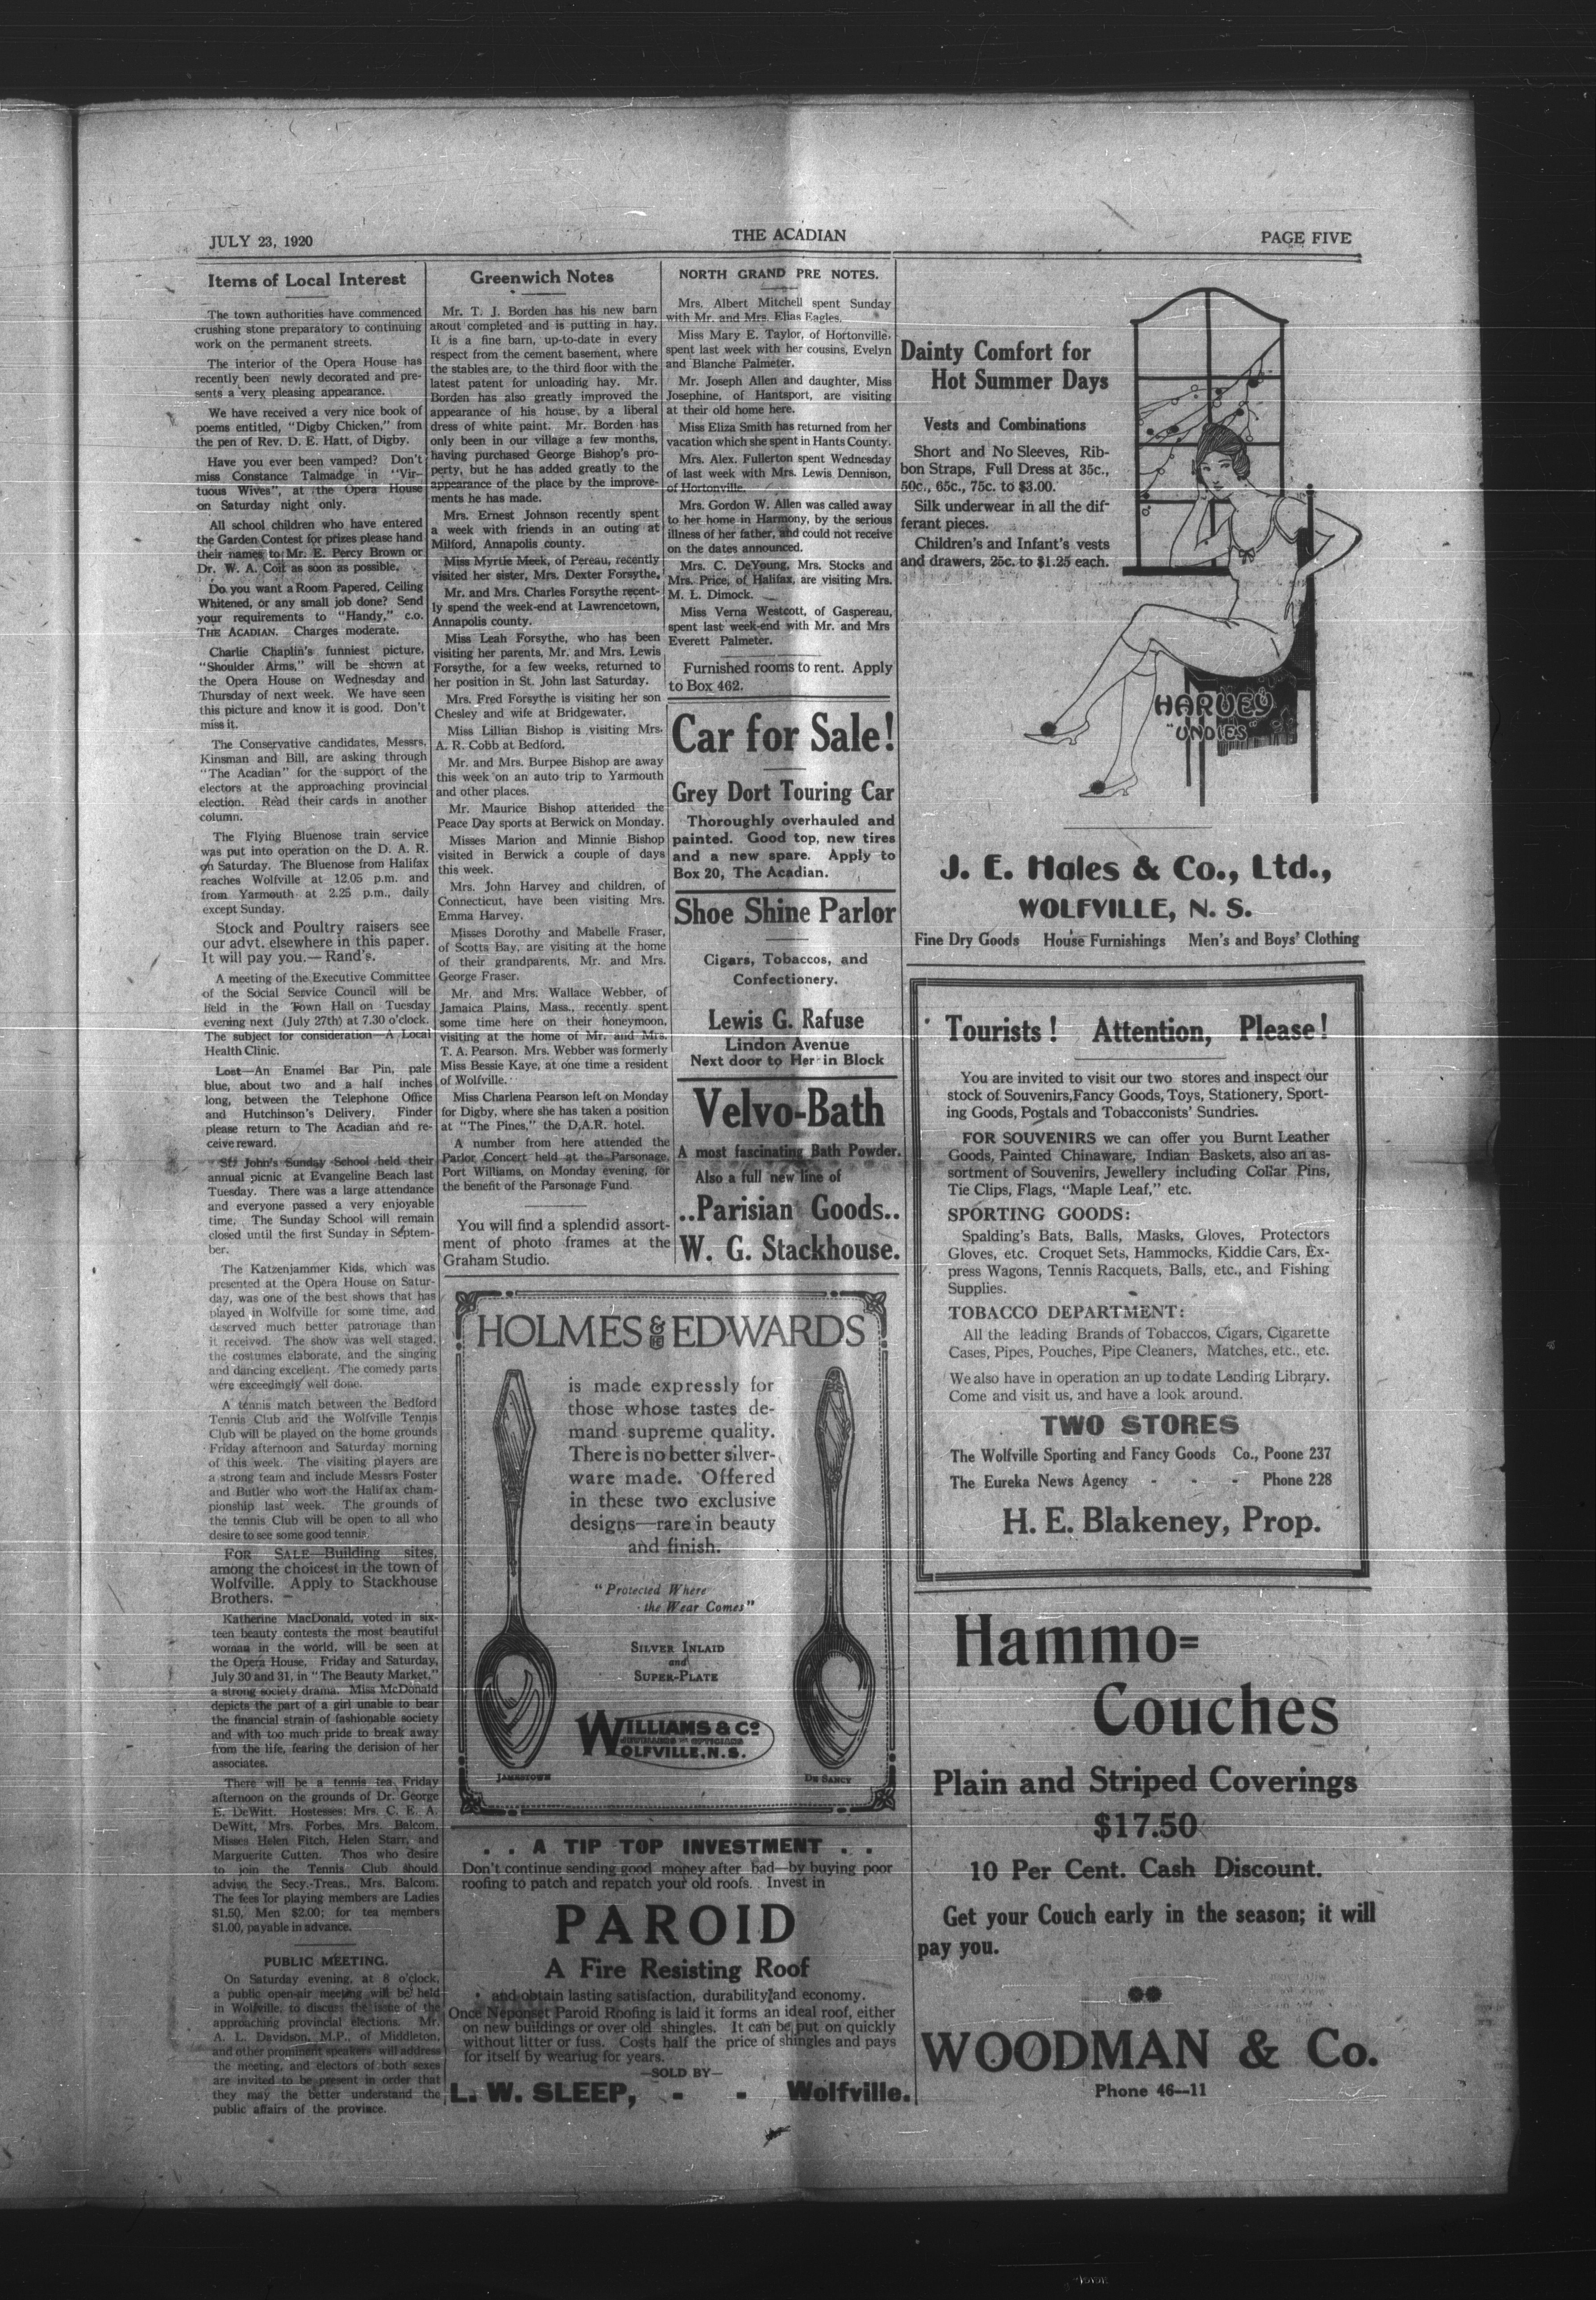 JULY 23, 1920
THE ACADIAN
PAGE FIVE
Items of Local Interest
The town authorities have commenced
crushing stone preparatory to continuing
work on the permanent streets.
The interior of the Opera House has
recently been newly decorated and pre-
sents a very pleasing appearance.
We have received a very nice book of
poems entitled, "Digby Chicken," from
the pen of Rev. D. E. Hatt, of Digby.
Have you ever been vamped? Don't
miss Constance Talmadge in "Vir-
tuous Wives", at the Opera House
on Saturday night only.
All school children who have entered
the Garden Contest for prizes please hand
their names to Mr. E. Percy Brown or
Dr. W. A. Coit as soon as possible.
Do you want a Room Papered, Ceiling
Whitened, or any small job done? Send
your requirements to "Handy," c.o.
THE ACADIAN. Charges moderate.
Charlie Chaplin's funniest picture,
"Shoulder Arms," will be shown at
the Opera House on Wednesday and
Thursday of next week. We have seen
this picture and know it is good. Don't
miss it.
The Conservative candidates, Messrs.
Kinsman and Bill, are asking through
"The Acadian" for the support of the
electors at the approaching provincial
election. Read their cards in another
column.
The Flying Bluenose train service
was put into operation on the D. A. R.
on Saturday. The Bluenose from Halifax
reaches Wolfville at 12.05 p.m. and
from Yarmouth at 2.25 p.m., daily
except Sunday.
Stock and Poultry raisers see
our advt. elsewhere in this paper.
It will pay you.—Rand's.
A meeting of the Executive Committee
of the Social Service Council will be
held in the Town Hall on Tuesday
evening next (July 27th) at 7.30 o'clock.
The subject for consideration—A Local
Health Clinic.
Lost—An Enamel Bar Pin, pale
blue, about two and a half inches
long, between the Telephone Office
and Hutchinson's Delivery. Finder
please return to The Acadian and re-
ceive reward.
St. John's Sunday School held their
annual picnic at Evangeline Beach last
Tuesday. There was a large attendance
and everyone passed a very enjoyable
time. The Sunday School will remain
closed until the first Sunday in Septem-
ber.
The Katzenjammer Kids, which was
presented at the Opera House on Satur-
day, was one of the best shows that has
played in Wolfville for some time, and
deserved much better patronage than
it received. The show was well staged,
the costumes elaborate, and the singing
and dancing excellent. The comedy parts
were exceedingly well done.
A tennis match between the Bedford
Tennis Club and the Wolfville Tennis
Club will be played on the home grounds
Friday afternoon and Saturday morning
of this week. The visiting players are
a strong team and include Messrs Foster
and Butler who won the Halifax cham-
pionship last week. The grounds of
the tennis Club will be open to all who
desire to see some good tennis.
FOR SALE—Building sites,
among the choicest in the town of
Wolfville. Apply to Stackhouse
Brothers.
Katherine MacDonald, voted in six-
teen beauty contests the most beautiful
woman in the world, will be seen at
the Opera House, Friday and Saturday,
July 30 and 31, in "The Beauty Market,"
a strong society drama. Miss McDonald
depicts the part of a girl unable to bear
the financial strain of fashionable society
and with too much pride to break away
from the life, fearing the derision of her
associates.
There will be a tennis tea Friday
afternoon on the grounds of Dr. George
E. DeWitt. Hostesses: Mrs. C. E. A.
DeWitt, Mrs. Forbes, Mrs. Balcom,
Misses Helen Fitch, Helen Starr, and
Marguerite Cutten. Thos who desire
to join the Tennis Club should
advise the Secy.-Treas., Mrs. Balcom.
The fees for playing members are Ladies
$1.50, Men $2.00; for tea members
$1.00, payable in advance.
PUBLIC MEETING.
On Saturday evening, at 8 o'clock,
a public open-air meeting will be held
in Wolfville, to discuss the issue of the
approaching provincial elections. Mr.
A. L. Davidson, M.P., of Middleton,
and other prominent speakers will address
the meeting, and electors of both sexes
are invited to be present in order that
they may the better understand the
public affairs of the province.
Greenwich Notes
Mr. T. J. Borden has his new barn
aRout completed and is putting in hay.
It is a fine barn, up-to-date in every
respect from the cement basement, where
the stables are, to the third floor with the
latest patent for unloading hay. Mr.
Borden has also greatly improved the
appearance of his house, by a liberal
dress of white paint. Mr. Borden has
only been in our village a few months,
having purchased George Bishop's pro-
perty, but he has added greatly to the
appearance of the place by the improve-
ments he has made.
Mrs. Ernest Johnson recently spent
a week with friends in an outing at
Milford, Annapolis county.
Miss Myrtle Meek, of Pereau, recently
visited her sister, Mrs. Dexter Forsythe.
Mr. and Mrs. Charles Forsythe recent-
ly spend the week-end at Lawrencetown,
Annapolis county.
Miss Leah Forsythe, who has been
visiting her parents, Mr. and Mrs. Lewis
Forsythe, for a few weeks, returned to
her position in St. John last Saturday.
Mrs. Fred Forsythe is visiting her son
Chesley and wife at Bridgewater.
Miss Lillian Bishop is visiting Mrs.
A. R. Cobb at Bedford.
Mr. and Mrs. Burpee Bishop are away
this week on an auto trip to Yarmouth
and other places.
Mr. Maurice Bishop attended the
Peace Day sports at Berwick on Monday.
Misses Marion and Minnie Bishop
visited in Berwick a couple of days
this week.
Mrs. John Harvey and children, of
Connecticut, have been visiting Mrs.
Emma Harvey.
Misses Dorothy and Mabelle Fraser,
of Scotts Bay, are visiting at the home
of their grandparents, Mr. and Mrs.
George Fraser.
Mr. and Mrs. Wallace Webber, of
Jamaica Plains, Mass., recently spent
some time here on their honeymoon,
visiting at the home of Mr. and Mrs.
T. A. Pearson. Mrs. Webber was formerly
Miss Bessie Kaye, at one time a resident
of Wolfville.
Miss Charlena Pearson left on Monday
for Digby, where she has taken a position
at "The Pines," the D.A.R. hotel.
A number from here attended the
Parlor Concert held at the Parsonage,
Port Williams, on Monday evening, for
the benefit of the Parsonage Fund.
You will find a splendid assort-
ment of photo frames at the
Graham Studio.
NORTH GRAND PRE NOTES.
Mrs. Albert Mitchell spent Sunday
with Mr. and Mrs. Elias Eagles.
Miss Mary E. Taylor, of Hortonville,
spent last week with her cousins, Evelyn
and Blanche Palmeter.
Mr. Joseph Allen and daughter, Miss
Josephine, of Hantsport, are visiting
at their old home here.
Miss Eliza Smith has returned from her
vacation which she spent in Hants County.
Mrs. Alex. Fullerton spent Wednesday
of last week with Mrs. Lewis Dennison,
of Hortonville.
Mrs. Gordon W. Allen was called away
to her home in Harmony, by the serious
illness of her father, and could not receive
on the dates announced.
Mrs. C. DeYoung, Mrs. Stocks and
Mrs. Price, of Halifax, are visiting Mrs.
M. L. Dimock.
Miss Verna Westcott, of Gaspereau,
spent last week-end with Mr. and Mrs
Everett Palmeter.
Furnished rooms to rent. Apply
to Box 462.
Car for Sale!
Grey Dort Touring Car
Thoroughly overhauled and
painted. Good top, new tires
and a new spare. Apply to
Box 20, The Acadian.
Shoe Shine Parlor
Cigars, Tobaccos, and
Confectionery.
Lewis G. Rafuse
Lindon Avenue
Next door to Her in Block
Velvo-Bath
A most fascinating Bath Powder.
Also a full new line of
..Parisian Goods..
W. G. Stackhouse.
HOLMES & EDWARDS
is made expressly for
those whose tastes de-
mand supreme quality.
There is no better silver-
ware made. Offered
in these two exclusive
designs—rare in beauty
and finish.
"Protected Where
the Wear Comes"
SILVER INLAID
and
SUPER-PLATE
WILLIAMS & Co
JEWELLERS and OPTICIANS
WOLFVILLE, N.S.
JAMESTOWN
DE SANCY
. . A TIP TOP INVESTMENT . .
Don't continue sending good money after bad—by buying poor
roofing to patch and repatch your old roofs. Invest in
PAROID
A Fire Resisting Roof
and obtain lasting satisfaction, durability and economy.
Once Neponset Paroid Roofing is laid it forms an ideal roof, either
on new buildings or over old shingles. It can be put on quickly
without litter or fuss. Costs half the price of shingles and pays
for itself by weariug for years.
—SOLD BY—
L. W. SLEEP, - - Wolfville.
Dainty Comfort for
Hot Summer Days
Vests and Combinations
Short and No Sleeves, Rib-
bon Straps, Full Dress at 35c.,
50c., 65c., 75c. to $3.00.
Silk underwear in all the dif-
ferant pieces.
Children's and Infant's vests
and drawers, 25c. to $1.25 each.
HARVEY
"UNDIES"
J. E. Hales & Co., Ltd.,
WOLFVILLE, N. S.
Fine Dry Goods House Furnishings Men's and Boys' Clothing
Tourists! Attention, Please!
You are invited to visit our two stores and inspect our
stock of Souvenirs,Fancy Goods, Toys, Stationery, Sport-
ing Goods, Postals and Tobacconists' Sundries.
FOR SOUVENIRS we can offer you Burnt Leather
Goods, Painted Chinaware, Indian Baskets, also an as-
sortment of Souvenirs, Jewellery including Collar Pins,
Tie Clips, Flags, "Maple Leaf," etc.
SPORTING GOODS:
Spalding's Bats, Balls, Masks, Gloves, Protectors
Gloves, etc. Croquet Sets, Hammocks, Kiddie Cars, Ex-
press Wagons, Tennis Racquets, Balls, etc., and Fishing
Supplies.
TOBACCO DEPARTMENT:
All the leading Brands of Tobaccos, Cigars, Cigarette
Cases, Pipes, Pouches, Pipe Cleaners, Matches, etc., etc.
We also have in operation an up to date Lending Library.
Come and visit us, and have a look around.
TWO STORES
The Wolfville Sporting and Fancy Goods Co., Poone 237
The Eureka News Agency - - - Phone 228
H. E. Blakeney, Prop.
Hammo=
Couches
Plain and Striped Coverings
$17.50
10 Per Cent. Cash Discount.
Get your Couch early in the season; it will
pay you.
WOODMAN & Co.
Phone 46—11